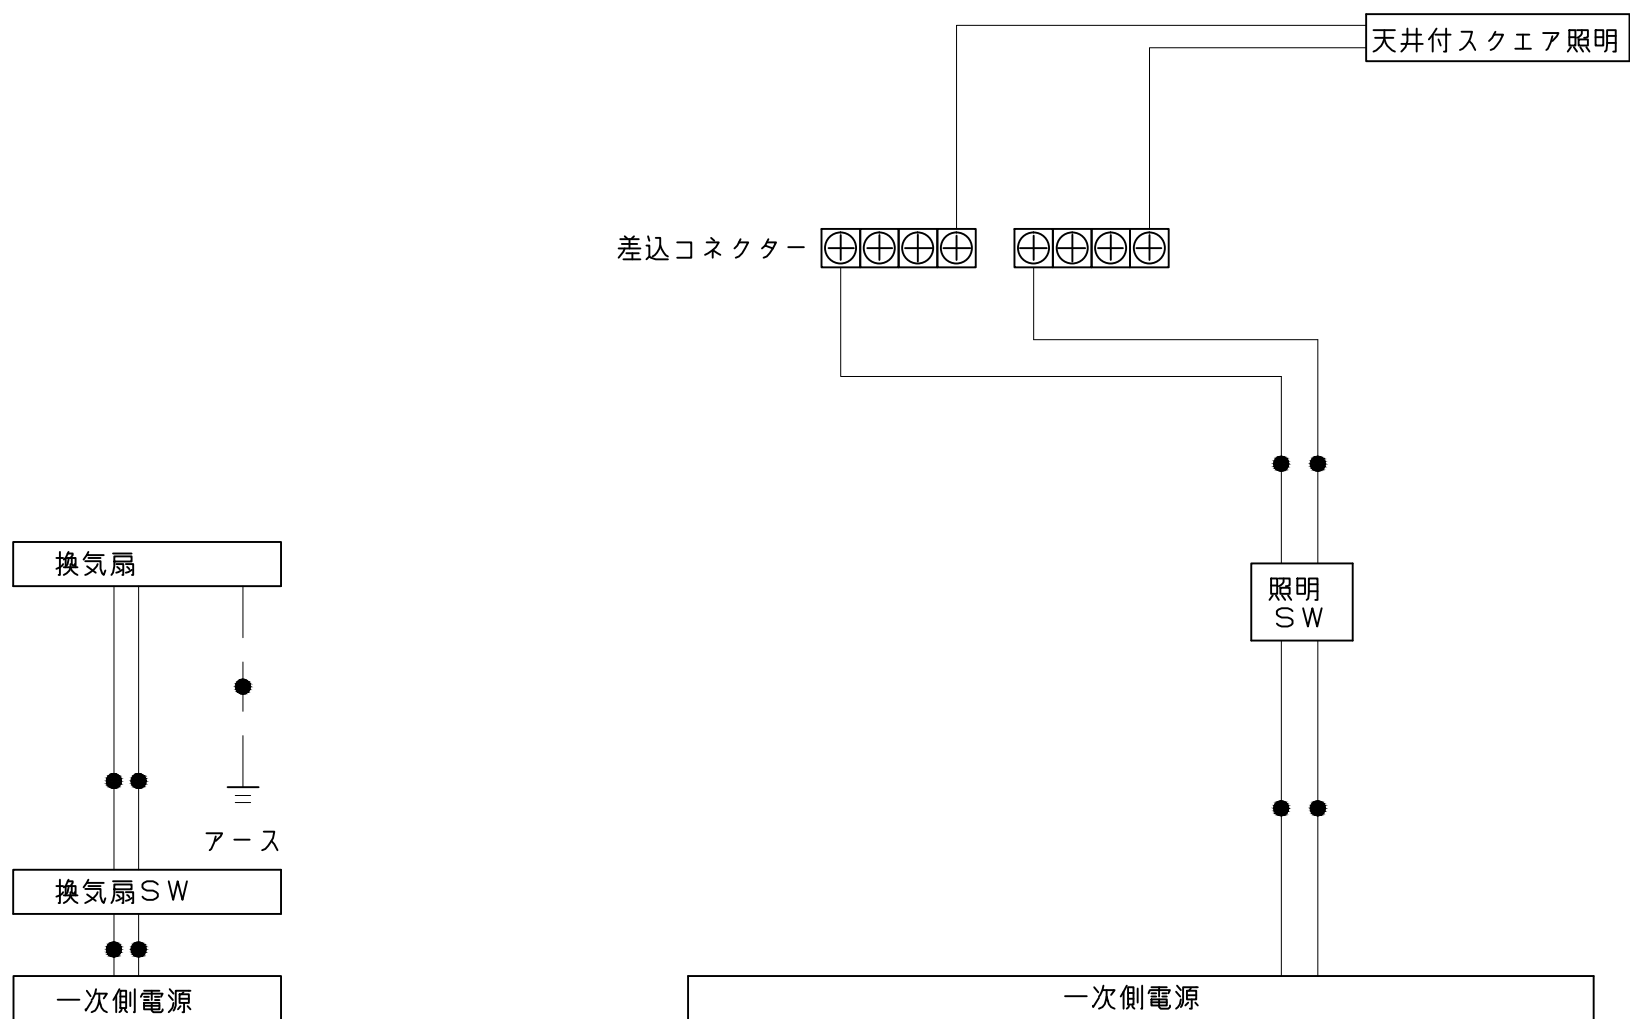 天井付スクエア照明
差込コネクター
換気扇
照明
SW
アース
換気扇SW
一次側電源
一次側電源